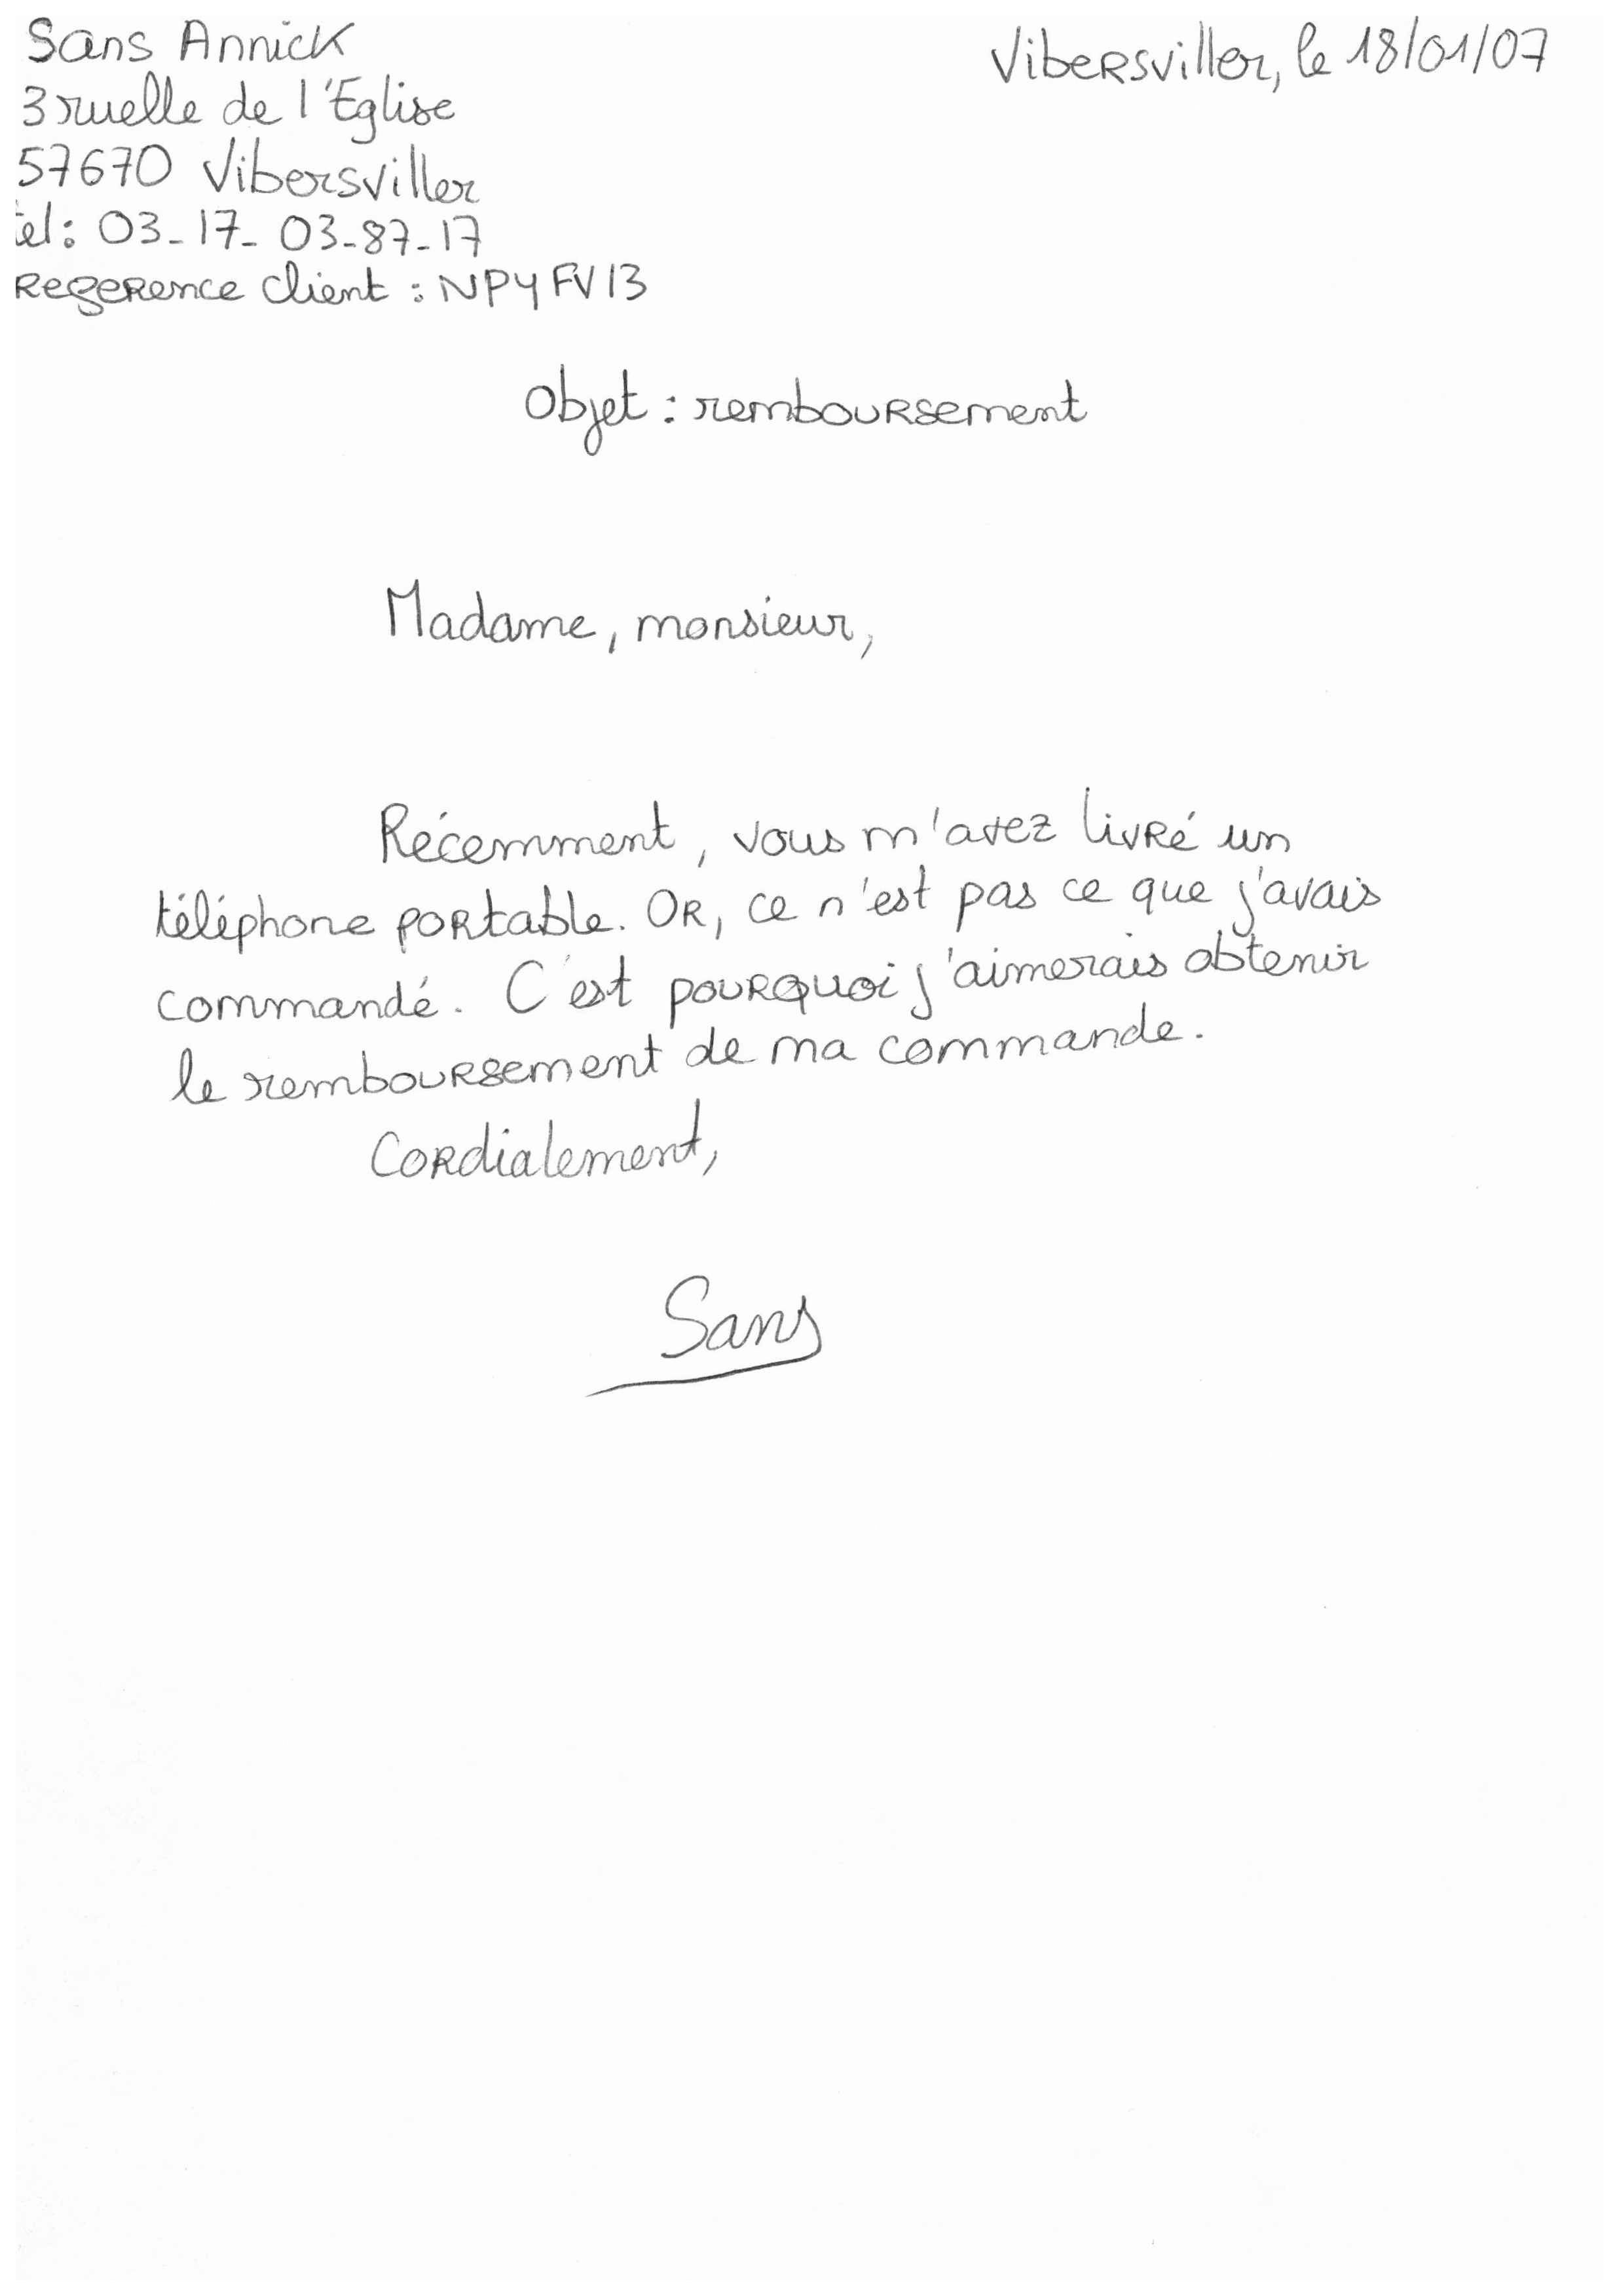 Sans Annick
Vibersviller, le 18/01/07
3 ruelle de l'Eglise
57670 Vibersviller
tel: 03-17-03-87-17
Reference client : NPYFV13
Objet : remboursement
Madame, monsieur,
Récemment, vous m'avez livré un
téléphone portable. Or, ce n'est pas ce que j'avais
commandé. C'est pourquoi j'aimerais obtenir
le remboursement de ma commande.
Cordialement,
Sans